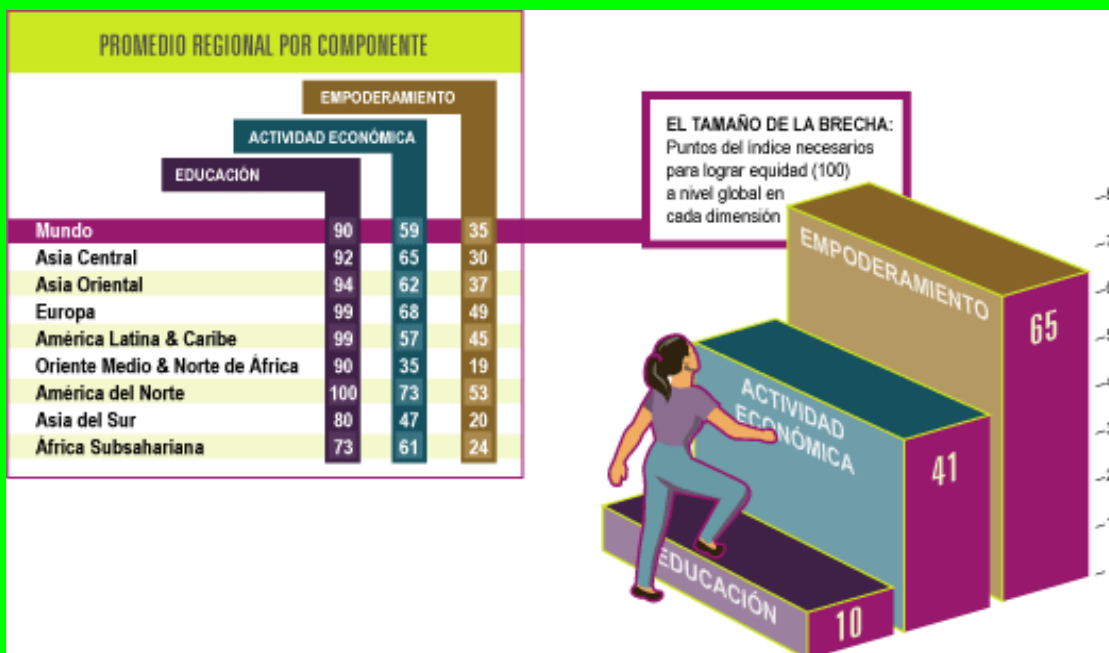 PROMEDIO REGIONAL POR COMPONENTE
EMPODERAMIENTO
ACTIVIDAD ECONÓMICA
EDUCACIÓN
Mundo 90 59 35
Asia Central 92 65 30
Asia Oriental 94 62 37
Europa 99 68 49
América Latina & Caribe 99 57 45
Oriente Medio & Norte de África 90 35 19
América del Norte 100 73 53
Asia del Sur 80 47 20
África Subsahariana 73 61 24
EL TAMAÑO DE LA BRECHA:
Puntos del índice necesarios
para lograr equidad (100)
a nivel global en
cada dimensión
EMPODERAMIENTO
65
ACTIVIDAD
ECONÓMICA
41
EDUCACIÓN
10